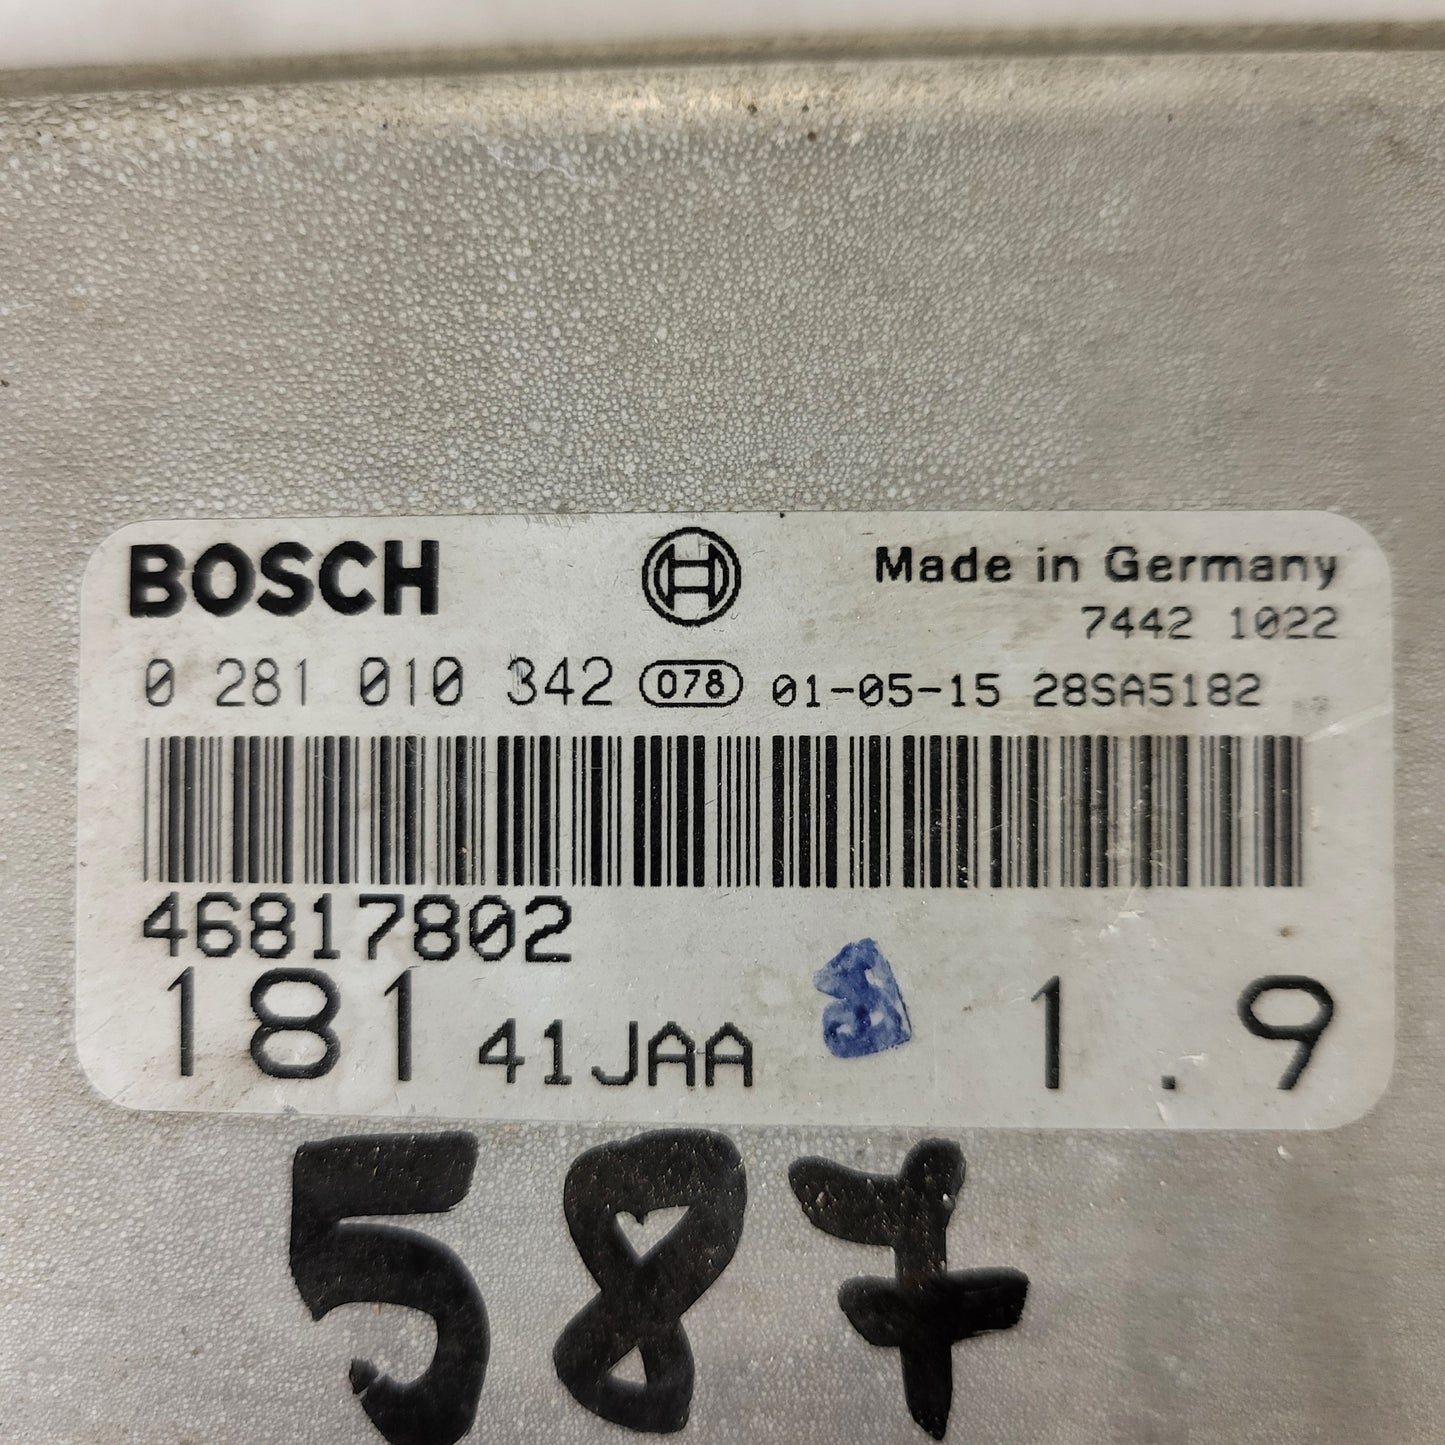 BOSCH Made in Germany
7442 1022
0 281 010 342 078 01-05-15 28SA5182
46817802
181 41JAA 1.9
587